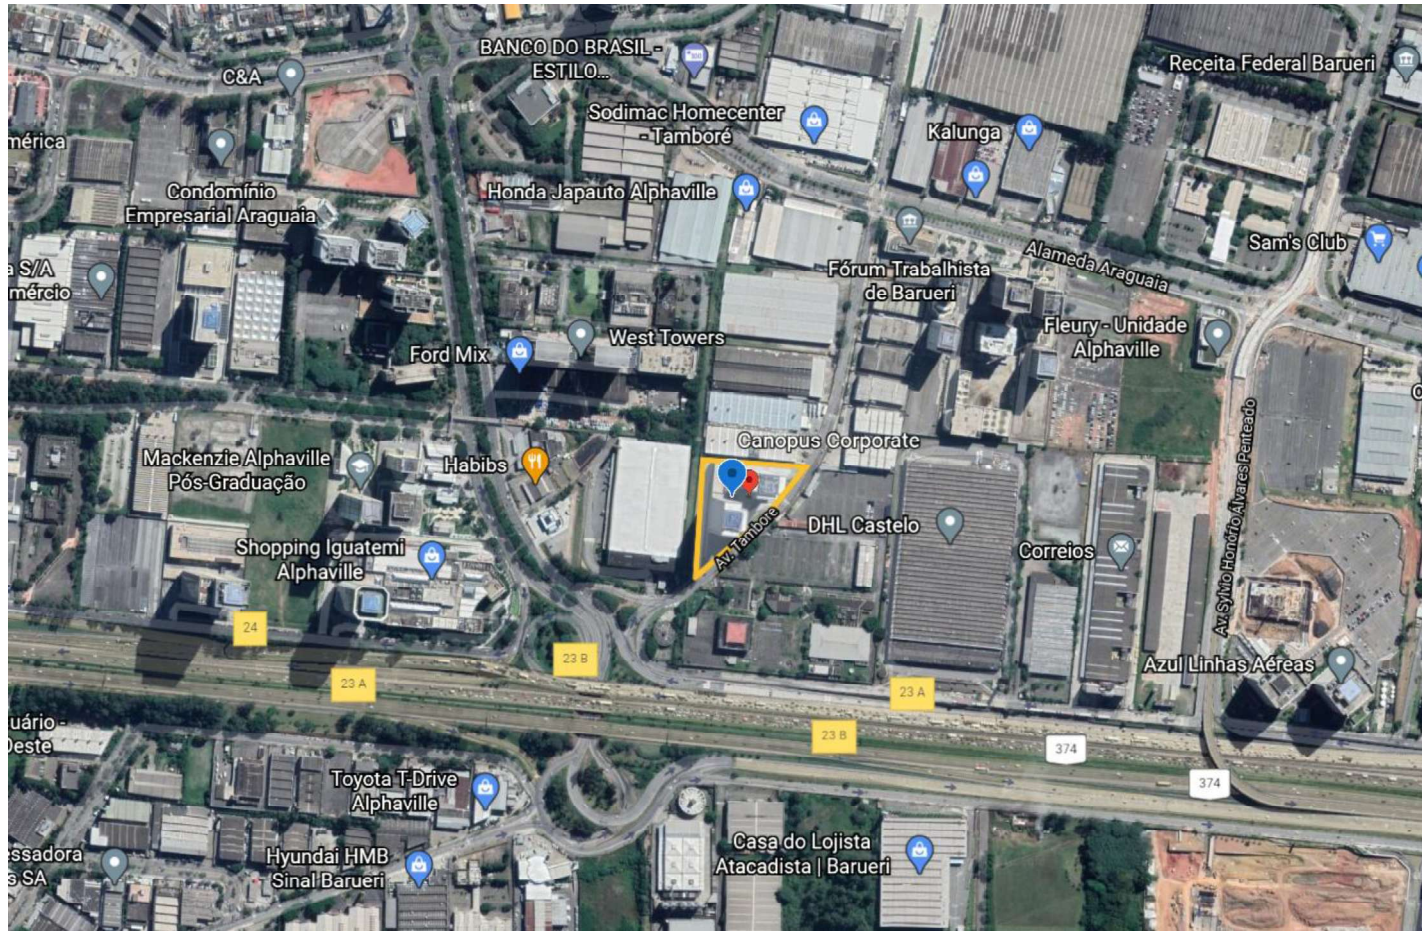 BANCO DO BRASIL -
ESTILO...
C&A
Receita Federal Barueri
Sodimac Homecenter
- Tamboré
Kalunga
mérica
Honda Japauto Alphaville
Condomínio
Empresarial Araguaia
Sam's Club
a S/A
mércio
Fórum Trabalhista
de Barueri
Alameda Araguaia
Fleury - Unidade
Alphaville
West Towers
Ford Mix
Canopus Corporate
Mackenzie Alphaville
Pós-Graduação
Habibs
Av. Tamboré
DHL Castelo
Correios
Av. Sylvio Honório Álvares Penteado
Shopping Iguatemi
Alphaville
24
23 B
23 A
23 A
Azul Linhas Aéreas
suário -
Oeste
23 B
374
374
Toyota T-Drive
Alphaville
Casa do Lojista
Atacadista | Barueri
Hyundai HMB
Sinal Barueri
essadora
s SA